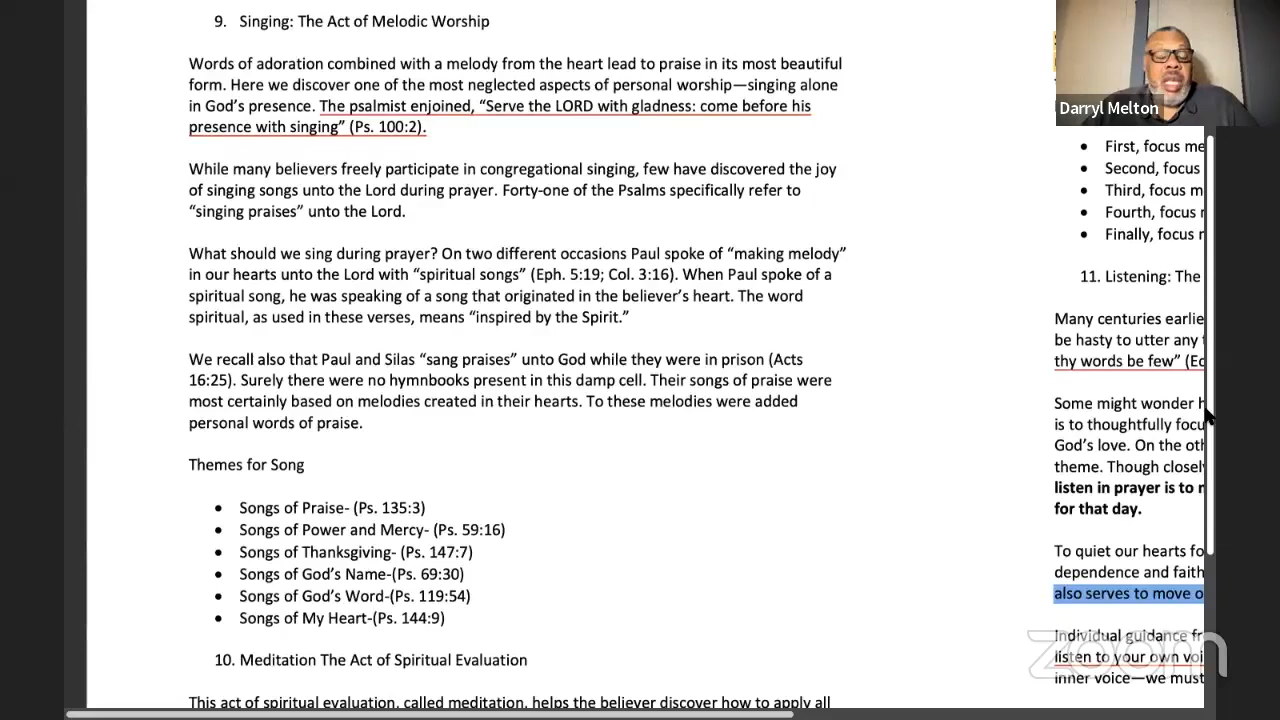 9. Singing: The Act of Melodic Worship
Words of adoration combined with a melody from the heart lead to praise in its most beautiful
form. Here we discover one of the most neglected aspects of personal worship—singing alone
in God’s presence. The psalmist enjoined, “Serve the LORD with gladness: come before his
presence with singing” (Ps. 100:2).
While many believers freely participate in congregational singing, few have discovered the joy
of singing songs unto the Lord during prayer. Forty-one of the Psalms specifically refer to
“singing praises” unto the Lord.
What should we sing during prayer? On two different occasions Paul spoke of “making melody”
in our hearts unto the Lord with “spiritual songs” (Eph. 5:19; Col. 3:16). When Paul spoke of a
spiritual song, he was speaking of a song that originated in the believer’s heart. The word
spiritual, as used in these verses, means “inspired by the Spirit.”
We recall also that Paul and Silas “sang praises” unto God while they were in prison (Acts
16:25). Surely there were no hymnbooks present in this damp cell. Their songs of praise were
most certainly based on melodies created in their hearts. To these melodies were added
personal words of praise.
Themes for Song
• Songs of Praise- (Ps. 135:3)
• Songs of Power and Mercy- (Ps. 59:16)
• Songs of Thanksgiving- (Ps. 147:7)
• Songs of God’s Name-(Ps. 69:30)
• Songs of God’s Word-(Ps. 119:54)
• Songs of My Heart-(Ps. 144:9)
10. Meditation The Act of Spiritual Evaluation
This act of spiritual evaluation, called meditation, helps the believer discover how to apply all
Darryl Melton
• First, focus me
• Second, focus
• Third, focus m
• Fourth, focus
• Finally, focus
11. Listening: The
Many centuries earlie
be hasty to utter any
thy words be few” (Ec
Some might wonder
is to thoughtfully focu
God’s love. On the oth
theme. Though closel
listen in prayer is to
for that day.
To quiet our hearts fo
dependence and faith
also serves to move o
Individual guidance fr
listen to your own voi
inner voice—we must
zoom